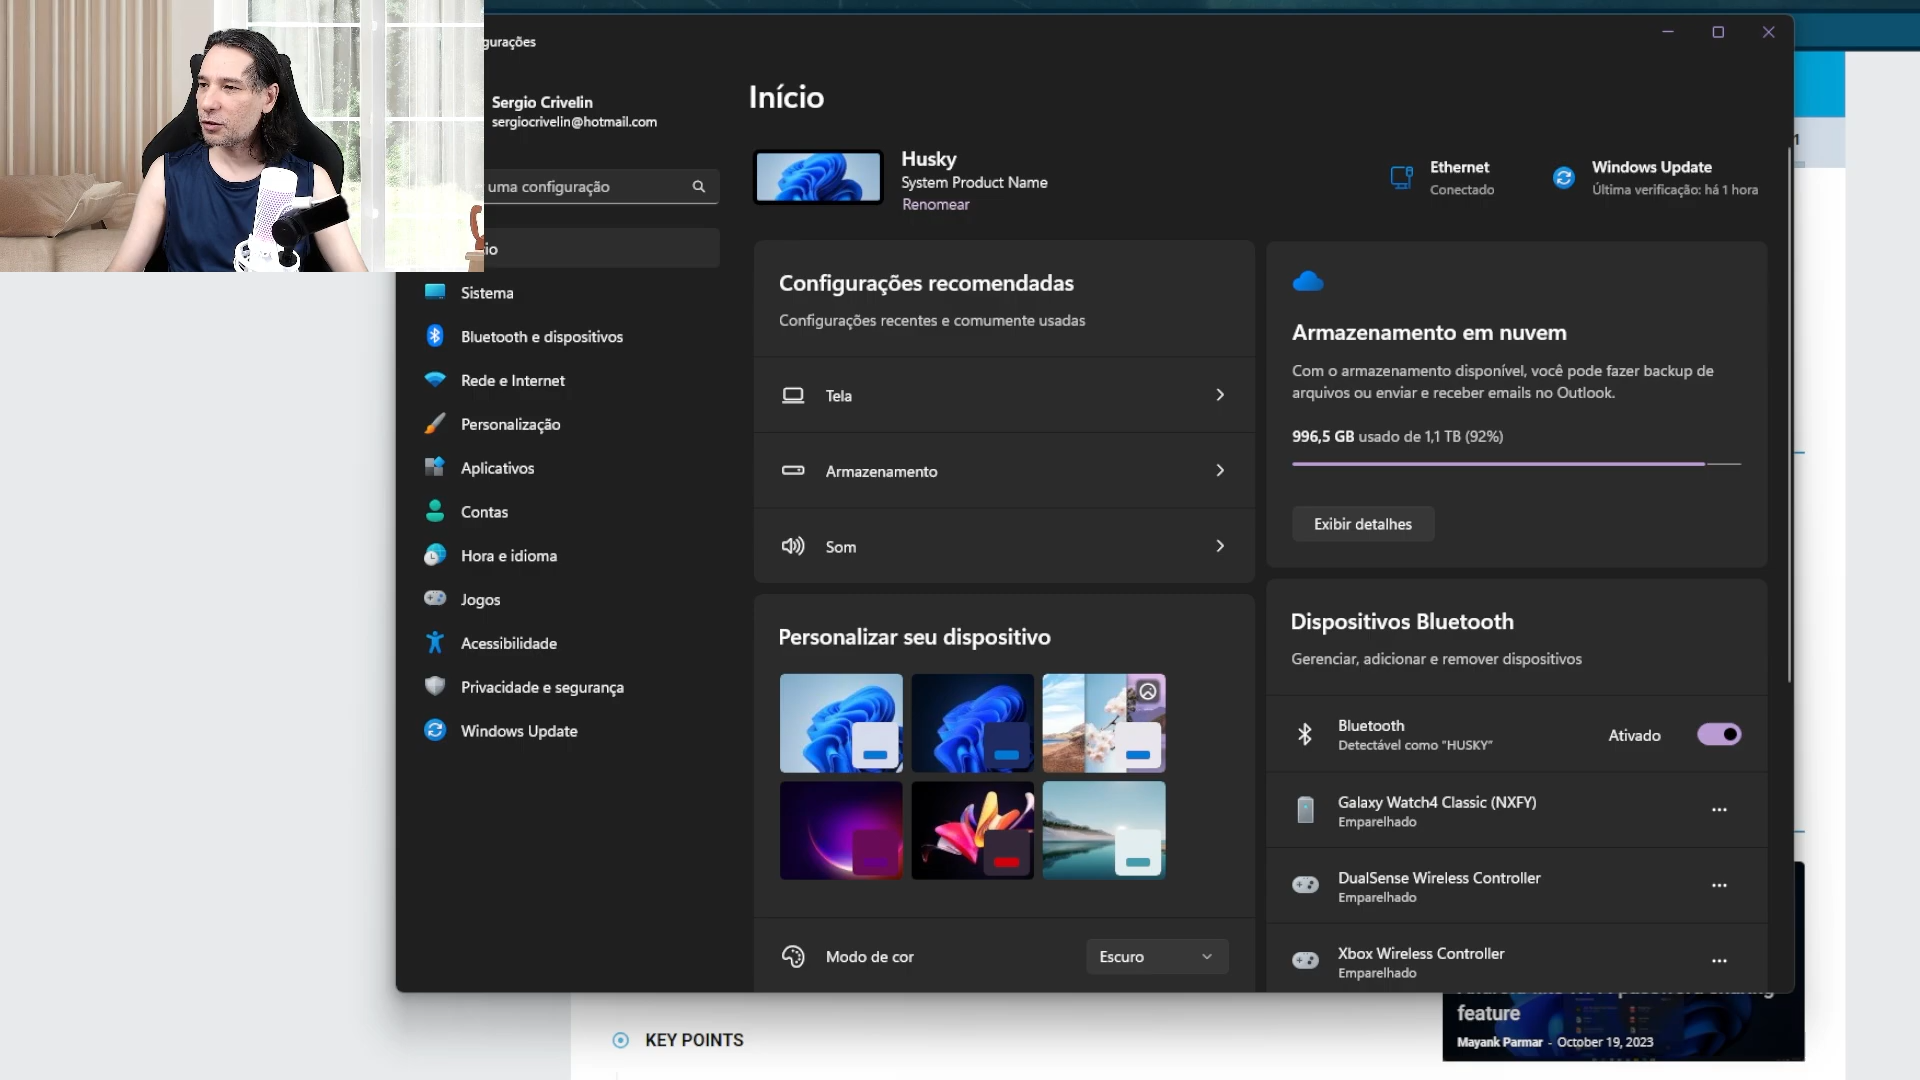 gurações
Sergio Crivelin
sergiocrivelin@hotmail.com
uma configuração
io
Sistema
Bluetooth e dispositivos
Rede e Internet
Personalização
Aplicativos
Contas
Hora e idioma
Jogos
Acessibilidade
Privacidade e segurança
Windows Update
Início
Husky
System Product Name
Renomear
Ethernet
Conectado
Windows Update
Última verificação: há 1 hora
Configurações recomendadas
Configurações recentes e comumente usadas
Tela
Armazenamento
Som
Personalizar seu dispositivo
Modo de cor
Escuro
Armazenamento em nuvem
Com o armazenamento disponível, você pode fazer backup de
arquivos ou enviar e receber emails no Outlook.
996,5 GB usado de 1,1 TB (92%)
Exibir detalhes
Dispositivos Bluetooth
Gerenciar, adicionar e remover dispositivos
Bluetooth
Detectável como “HUSKY”
Ativado
Galaxy Watch4 Classic (NXFY)
Emparelhado
DualSense Wireless Controller
Emparelhado
Xbox Wireless Controller
Emparelhado
1
feature
Mayank Parmar - October 19, 2023
KEY POINTS